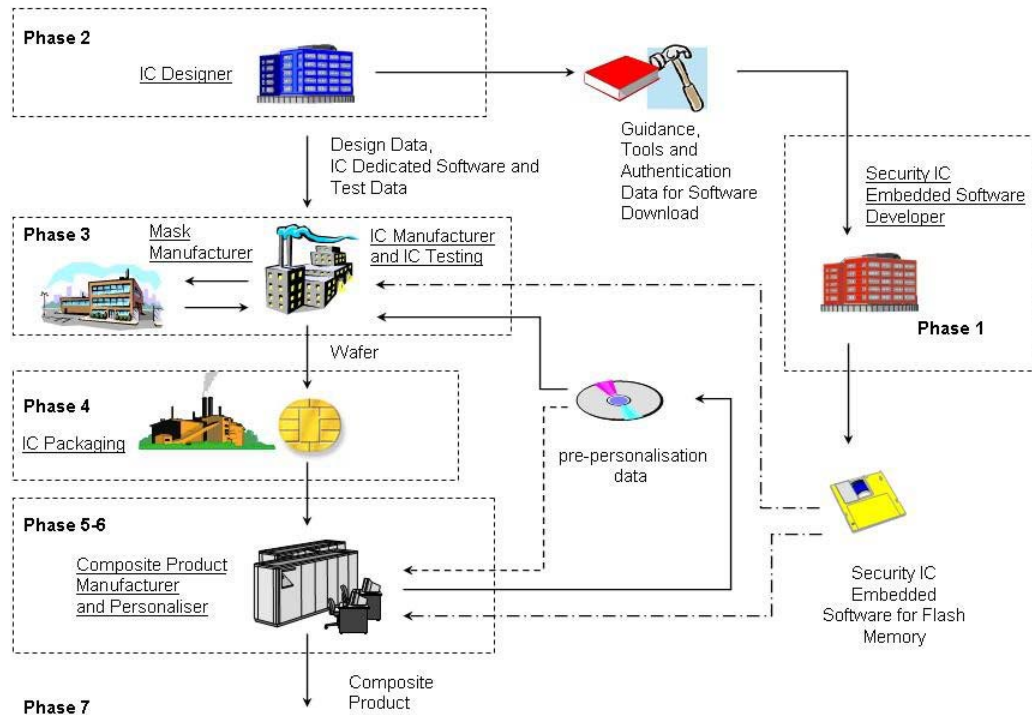 Phase 2
IC Designer
Design Data,
IC Dedicated Software and
Test Data
Guidance,
Tools and
Authentication
Data for Software
Download
Security IC
Embedded Software
Developer
Phase 1
Phase 3
Mask
Manufacturer
IC Manufacturer
and IC Testing
Wafer
Phase 4
IC Packaging
pre-personalisation
data
Phase 5-6
Composite Product
Manufacturer
and Personaliser
Security IC
Embedded
Software for Flash
Memory
Composite
Product
Phase 7